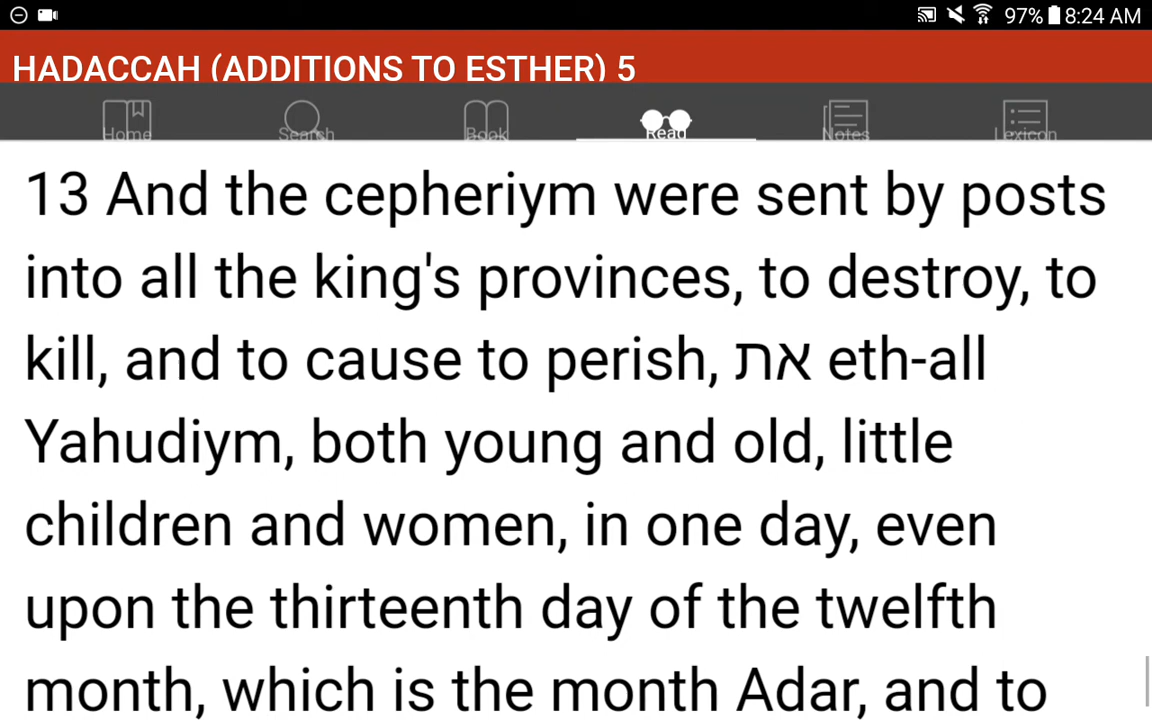 97% 8:24 AM
HADACCAH (ADDITIONS TO ESTHER) 5
Home Search Book Read Notes Lexicon
13 And the cepheriym were sent by posts
into all the king's provinces, to destroy, to
kill, and to cause to perish, את eth-all
Yahudiym, both young and old, little
children and women, in one day, even
upon the thirteenth day of the twelfth
month, which is the month Adar, and to